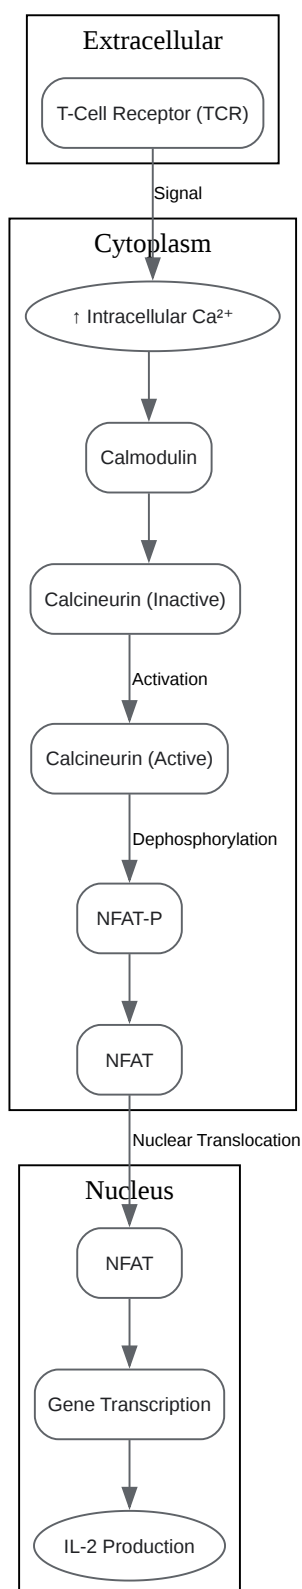 Extracellular
T-Cell Receptor (TCR)
Signal
Cytoplasm
↑ Intracellular Ca²⁺
Calmodulin
Calcineurin (Inactive)
Activation
Calcineurin (Active)
Dephosphorylation
NFAT-P
NFAT
Nuclear Translocation
Nucleus
NFAT
Gene Transcription
IL-2 Production